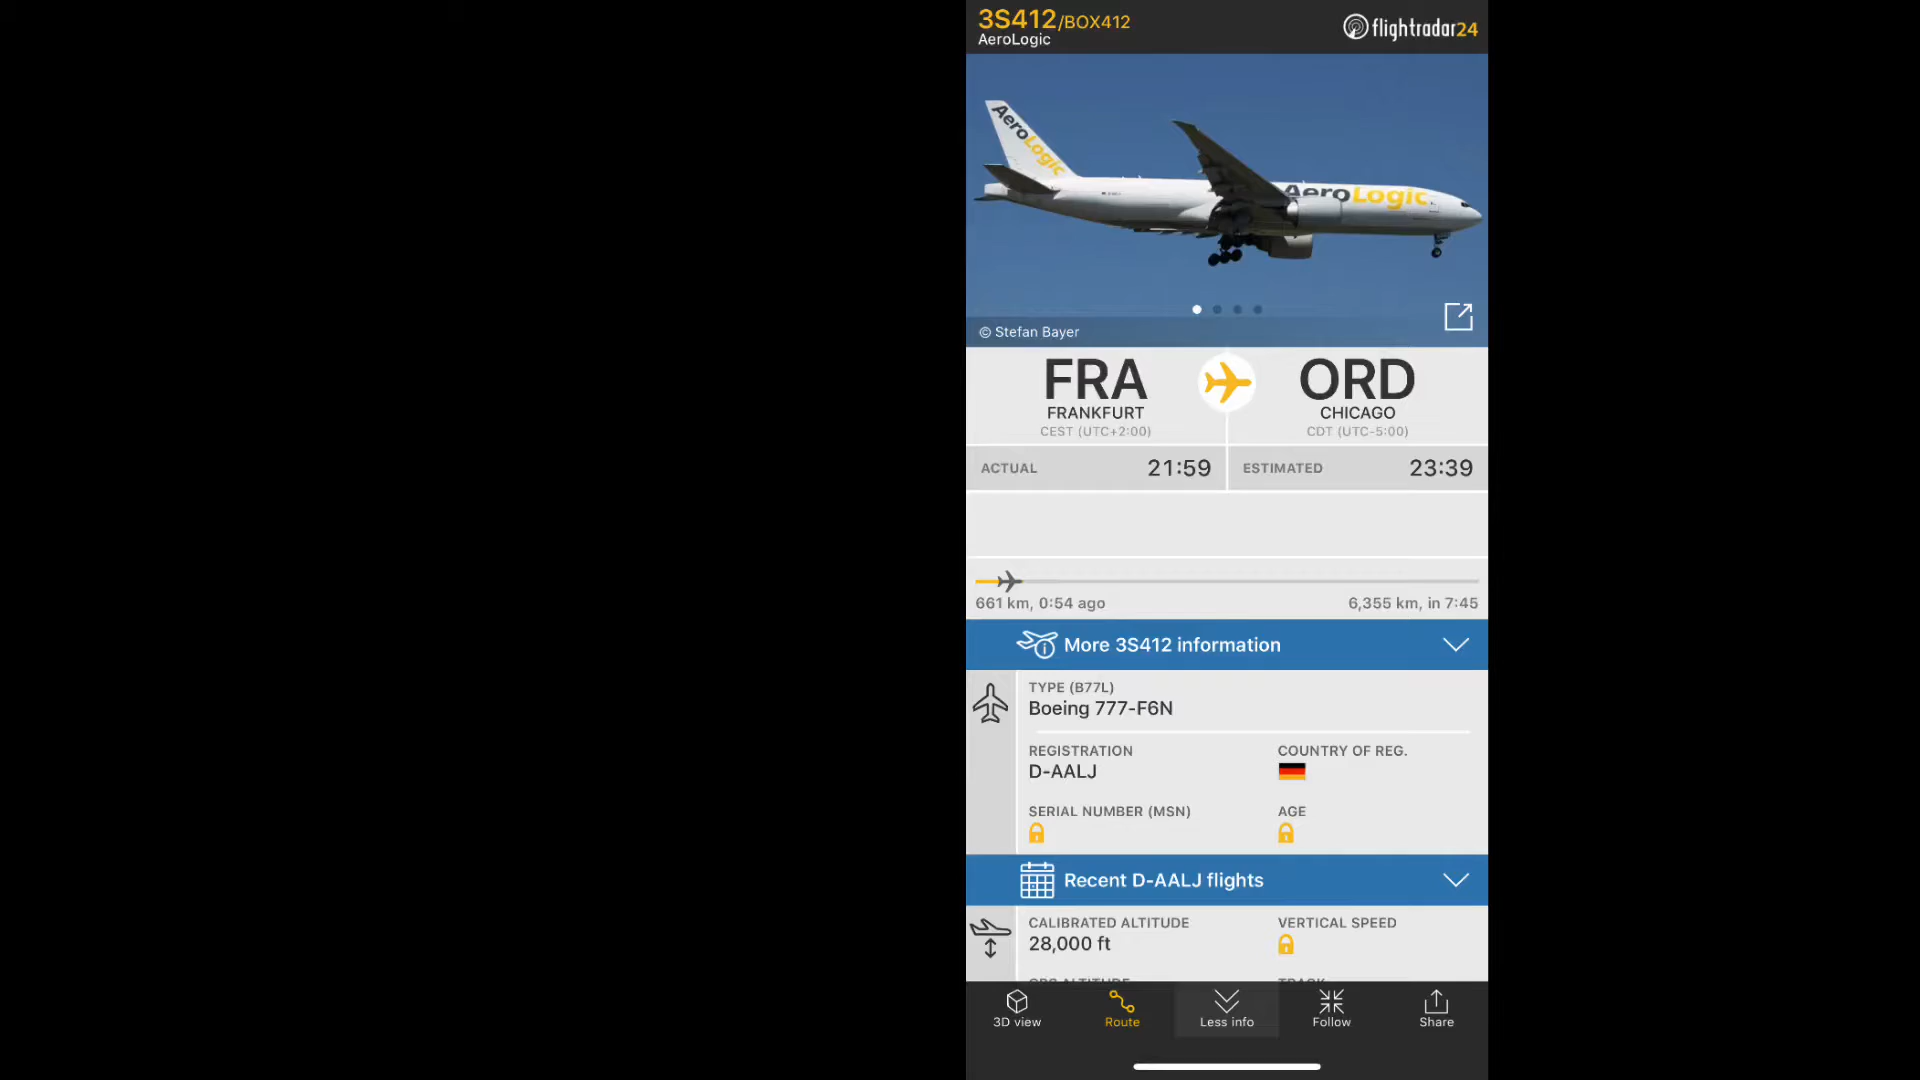 3S412/BOX412
AeroLogic
flightradar24
AeroLogic
AeroLogic
© Stefan Bayer
FRA
FRANKFURT
CEST (UTC+2:00)
ORD
CHICAGO
CDT (UTC-5:00)
ACTUAL 21:59
ESTIMATED 23:39
661 km, 0:54 ago
6,355 km, in 7:45
More 3S412 information
TYPE (B77L)
Boeing 777-F6N
REGISTRATION
D-AALJ
COUNTRY OF REG.
SERIAL NUMBER (MSN)
AGE
Recent D-AALJ flights
CALIBRATED ALTITUDE
28,000 ft
VERTICAL SPEED
GPS ALTITUDE
TRACK
3D view
Route
Less info
Follow
Share